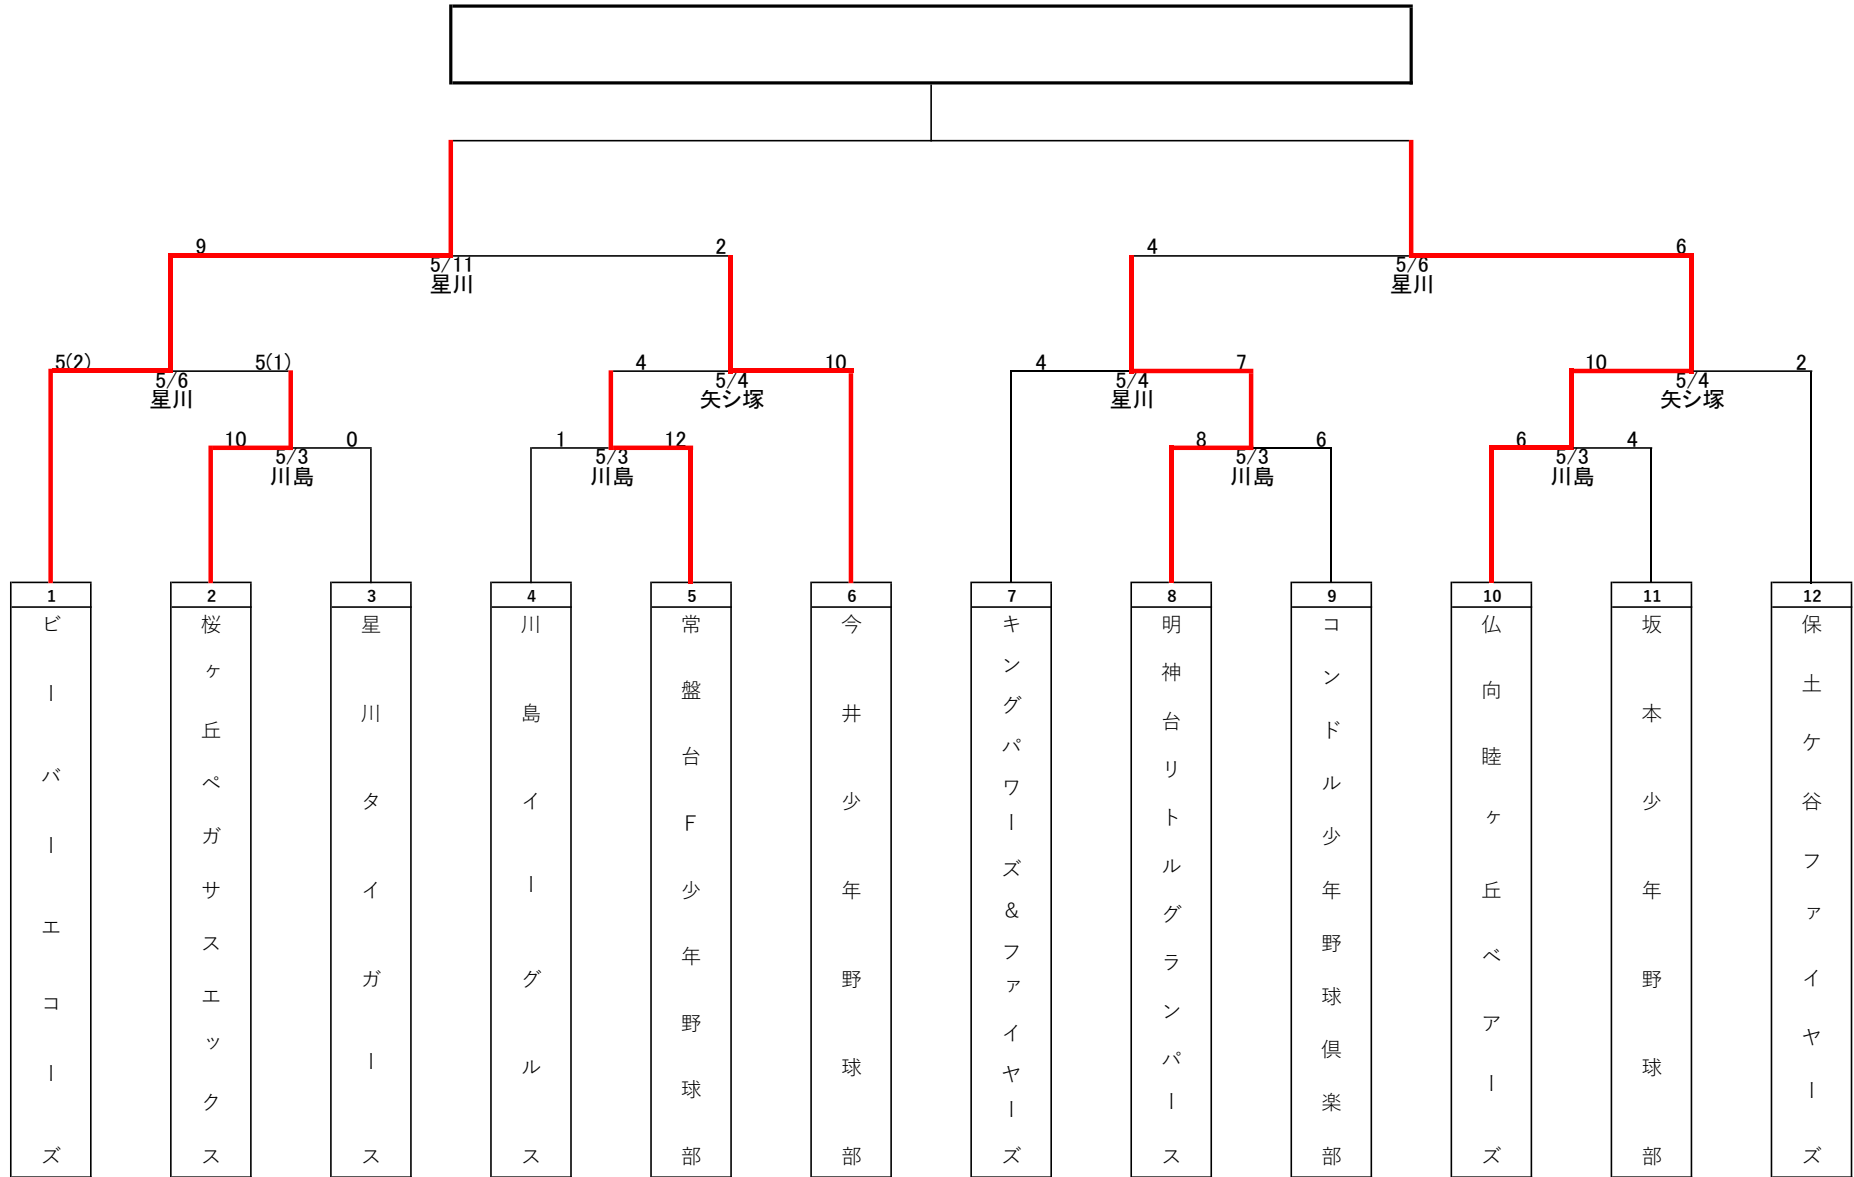 9
2
4
6
5/11
星川
5/6
星川
5(2)
5(1)
4
10
4
7
10
2
5/6
星川
5/4
矢シ塚
5/4
星川
5/4
矢シ塚
10
0
1
12
8
6
6
4
5/3
川島
5/3
川島
5/3
川島
5/3
川島
1
ビーバーエコーズ
2
桜ヶ丘ペガサスエックス
3
星川タイガース
4
川島イーグルス
5
常盤台F少年野球部
6
今井少年野球部
7
キングパワーズ&ファイヤーズ
8
明神台リトルグランパース
9
コンドル少年野球倶楽部
10
仏向睦ヶ丘ベアーズ
11
坂本少年野球部
12
保土ケ谷ファイヤーズ